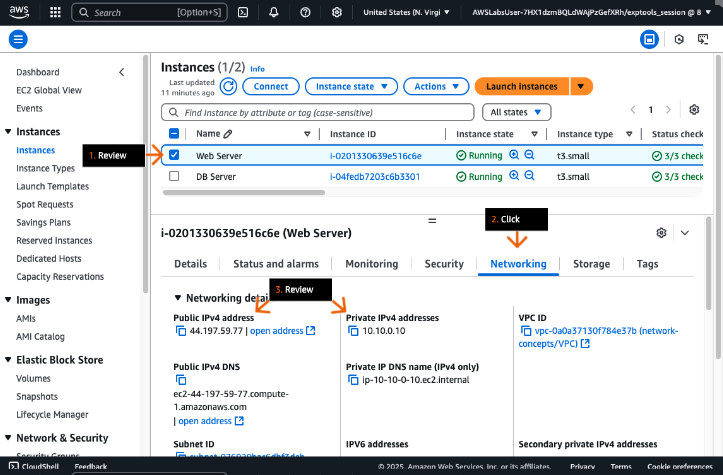 aws
Search
[Option+S]
United States (N. Virgi
AWSLabsUser-7HX1dzm8QLdWAjPzGefXRh/exptools_session @ 8
Dashboard
EC2 Global View
Events
Instances
Instances
Instance Types
Launch Templates
Spot Requests
Savings Plans
Reserved Instances
Dedicated Hosts
Capacity Reservations
Images
AMIs
AMI Catalog
Elastic Block Store
Volumes
Snapshots
Lifecycle Manager
Network & Security
Security Groups
1. Review
Instances (1/2) Info
Last updated
11 minutes ago
Connect
Instance state
Actions
Launch instances
Find Instance by attribute or tag (case-sensitive)
All states
1
Name
Instance ID
Instance state
Instance type
Status check
Web Server
i-0201330639e516c6e
Running
t3.small
3/3 check
DB Server
i-04fedb7203c6b3301
Running
t3.small
3/3 check
2. Click
i-0201330639e516c6e (Web Server)
Details
Status and alarms
Monitoring
Security
Networking
Storage
Tags
Networking detai
3. Review
Public IPv4 address
44.197.59.77 | open address
Private IPv4 addresses
10.10.0.10
VPC ID
vpc-0a0a37130f784e37b (network-
concepts/VPC)
Public IPv4 DNS
ec2-44-197-59-77.compute-
1.amazonaws.com
| open address
Private IP DNS name (IPv4 only)
ip-10-10-0-10.ec2.internal
Subnet ID
IPV6 addresses
Secondary private IPv4 addresses
CloudShell
Feedback
© 2025, Amazon Web Services, Inc. or its affiliates.
Privacy
Terms
Cookie preferences